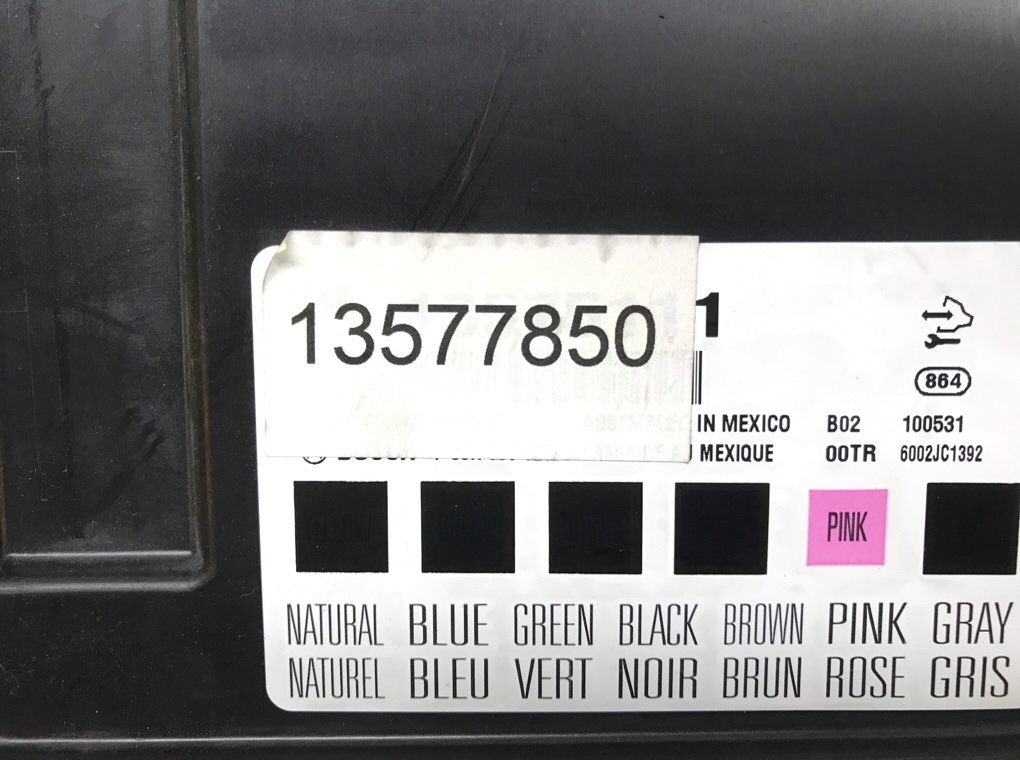 13577850
1
864
IN MEXICO B02 100531
MEXIQUE 00TR 6002JC1392
PINK
NATURAL BLUE GREEN BLACK BROWN PINK GRAY
NATUREL BLEU VERT NOIR BRUN ROSE GRIS